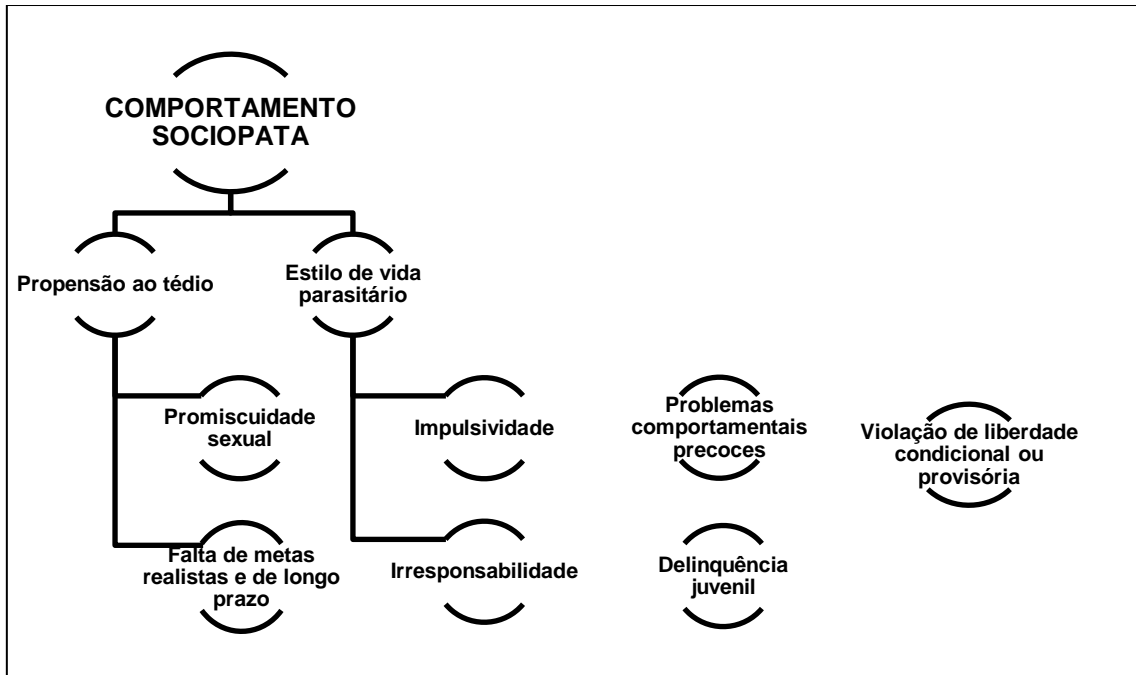 COMPORTAMENTO
SOCIOPATA
Propensão ao tédio
Estilo de vida
parasitário
Promiscuidade
sexual
Impulsividade
Problemas
comportamentais
precoces
Violação de liberdade
condicional ou
provisória
Falta de metas
realistas e de longo
prazo
Irresponsabilidade
Delinquência
juvenil